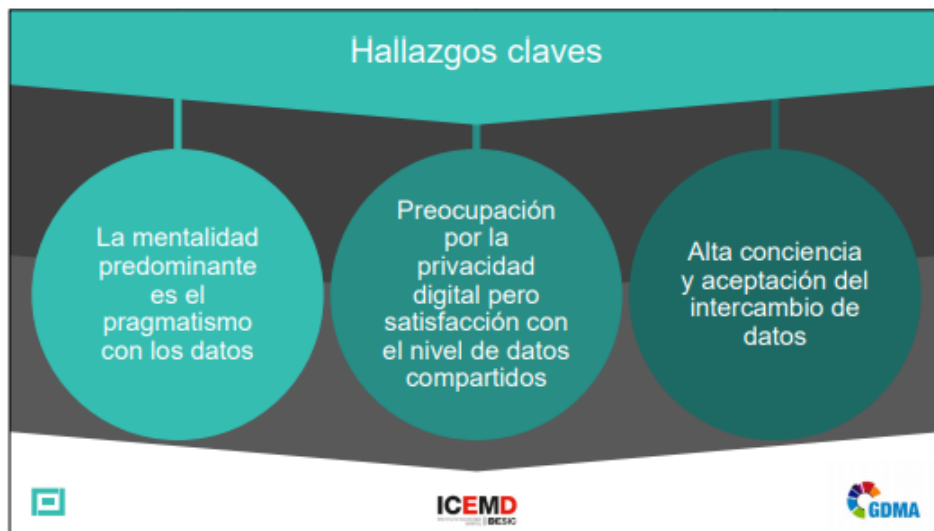 Hallazgos claves
La mentalidad
predominante
es el
pragmatismo
con los datos
Preocupación
por la
privacidad
digital pero
satisfacción con
el nivel de datos
compartidos
Alta conciencia
y aceptación del
intercambio de
datos
ICEMD
ESIC
GDMA